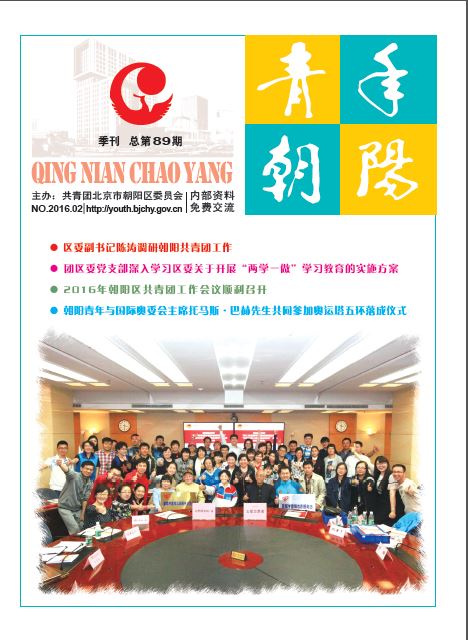 青年
朝陽
季刊 总第89期
QING NIAN CHAO YANG
主办：共青团北京市朝阳区委员会 内部资料
NO.2016.02 http://youth.bjchy.gov.cn 免费交流
● 区委副书记陈涛调研朝阳共青团工作
● 团区委党支部深入学习区委关于开展“两学一做”学习教育的实施方案
● 2016年朝阳区共青团工作会议顺利召开
● 朝阳青年与国际奥委会主席托马斯·巴赫先生共同参加奥运塔五环落成仪式